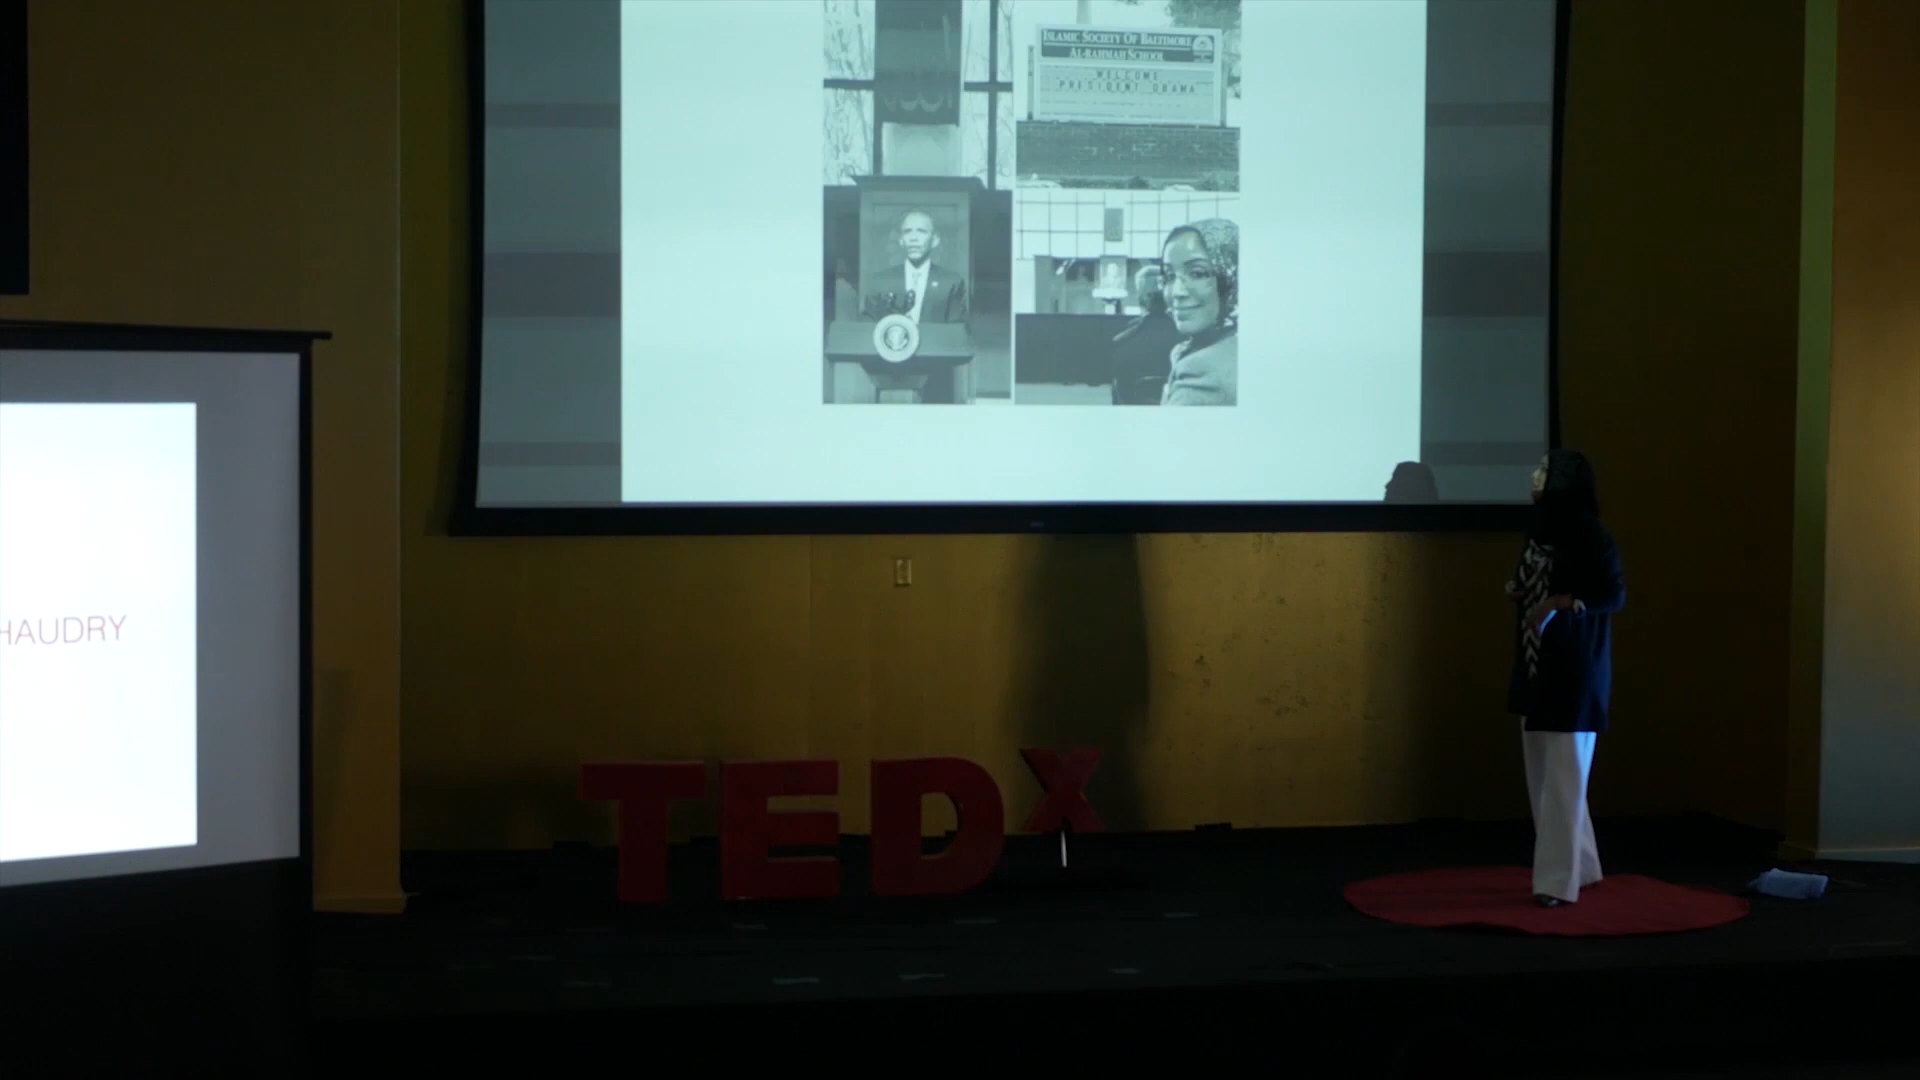 ISLAMIC SOCIETY OF BALTIMORE
AL-RAHMAH SCHOOL
WELCOME
PRESIDENT OBAMA
HAUDRY
TEDx